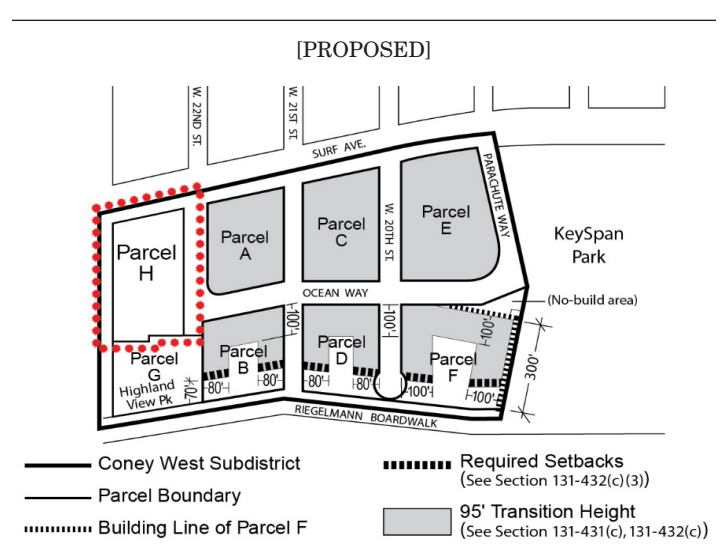 [PROPOSED]
W. 22ND ST.
W. 21ST ST.
SURF AVE.
PARACHUTE WAY
Parcel
H
Parcel
A
Parcel
C
W. 20TH ST.
Parcel
E
KeySpan
Park
OCEAN WAY
(No-build area)
100'
100'
100'
300'
Parcel
G
Highland
View Pk
70'
Parcel
B
80'
80'
Parcel
D
80'
80'
Parcel
F
100'
100'
RIEGELMANN BOARDWALK
Coney West Subdistrict
Parcel Boundary
Building Line of Parcel F
Required Setbacks
(See Section 131-432(c)(3))
95' Transition Height
(See Section 131-431(c), 131-432(c))